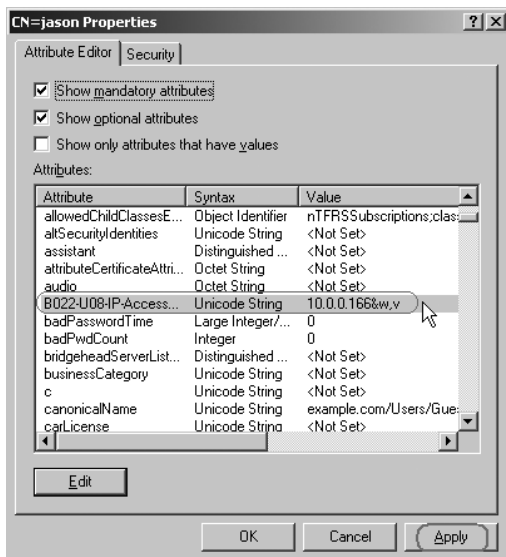 CN=jason Properties
Attribute Editor Security
Show mandatory attributes
Show optional attributes
Show only attributes that have values
Attributes:
Attribute Syntax Value
allowedChildClassesE... Object Identifier nTFRSSubscriptions;clas
altSecurityIdentities Unicode String <Not Set>
assistant Distinguished ... <Not Set>
attributeCertificateAttri... Octet String <Not Set>
audio Octet String <Not Set>
B022-U08-IP-Access... Unicode String 10.0.0.166&w,v
badPasswordTime Large Integer/... 0
badPwdCount Integer 0
bridgeheadServerList... Distinguished ... <Not Set>
businessCategory Unicode String <Not Set>
c Unicode String <Not Set>
canonicalName Unicode String example.com/Users/Gue
carLicense Unicode String <Not Set>
Edit
OK Cancel Apply